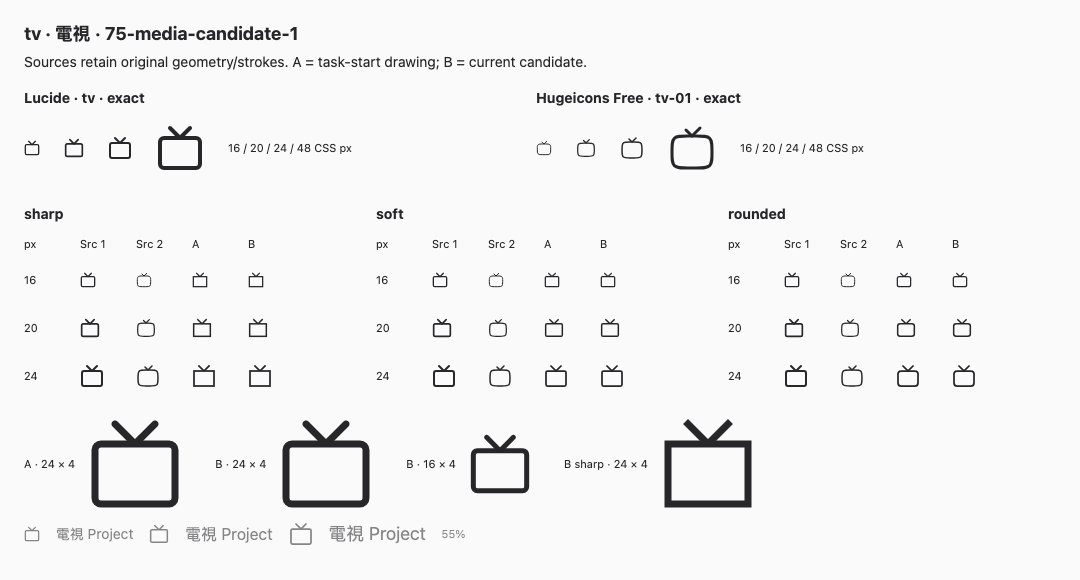 tv · 電視 · 75-media-candidate-1
Sources retain original geometry/strokes. A = task-start drawing; B = current candidate.
Lucide · tv · exact
Hugeicons Free · tv-01 · exact
16 / 20 / 24 / 48 CSS px
16 / 20 / 24 / 48 CSS px
sharp
soft
rounded
px Src 1 Src 2 A B
px Src 1 Src 2 A B
px Src 1 Src 2 A B
16
16
16
20
20
20
24
24
24
A · 24 × 4
B · 24 × 4
B · 16 × 4
B sharp · 24 × 4
電視 Project
電視 Project
電視 Project
55%